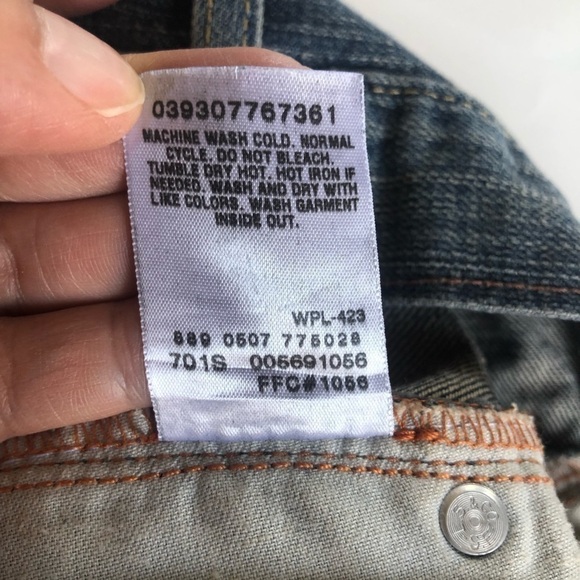 039307767361
MACHINE WASH COLD. NORMAL
CYCLE. DO NOT BLEACH.
TUMBLE DRY HOT. HOT IRON IF
NEEDED. WASH AND DRY WITH
LIKE COLORS. WASH GARMENT
INSIDE OUT.
WPL-423
889 0507 775028
701S 005691056
FFC#1056